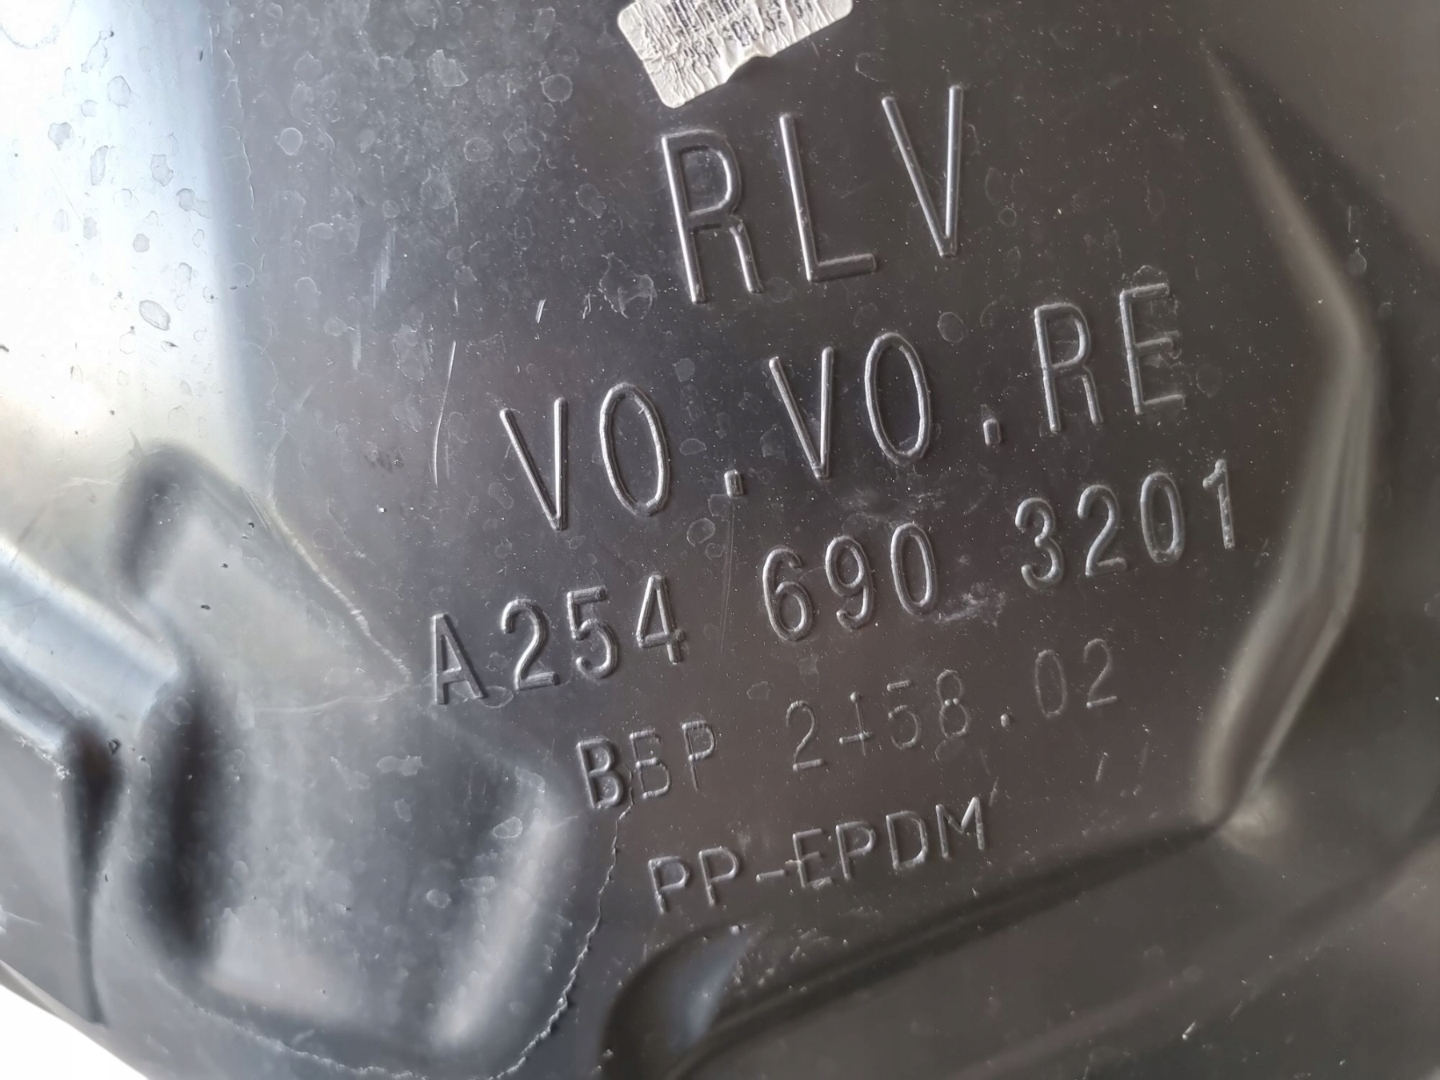 RLV
VO.VO.RE
A254 690 3201
BBP 2458.02
PP-EPDM